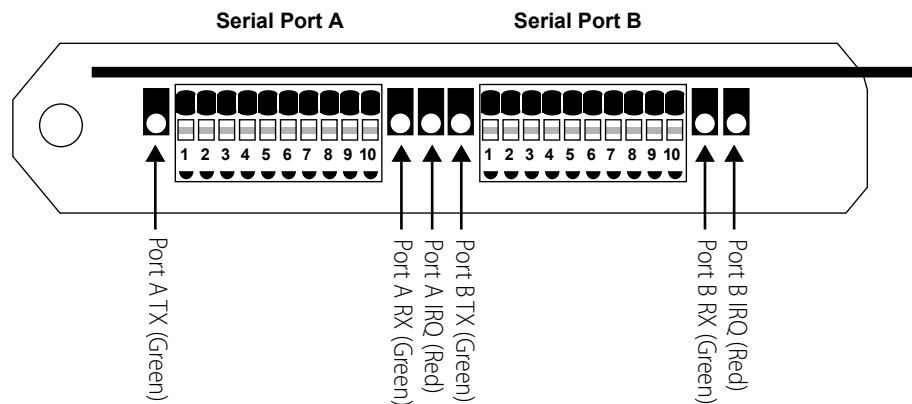 Serial Port A
Serial Port B
1 2 3 4 5 6 7 8 9 10
1 2 3 4 5 6 7 8 9 10
Port A TX (Green)
Port A RX (Green)
Port A IRQ (Red)
Port B TX (Green)
Port B RX (Green)
Port B IRQ (Red)